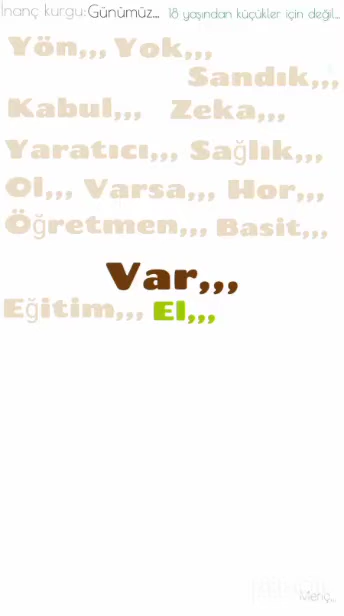 İnanç kurgu:Günümüz... 18 yaşından küçükler için değil...
Yön,,, Yok,,,
Sandık,,,
Kabul,,, Zeka,,,
Yaratıcı,,, Sağlık,,,
Ol,,, Varsa,,, Hor,,,
Öğretmen,,, Basit,,,
Var,,,
Eğitim,,, El,,,
Meriç...